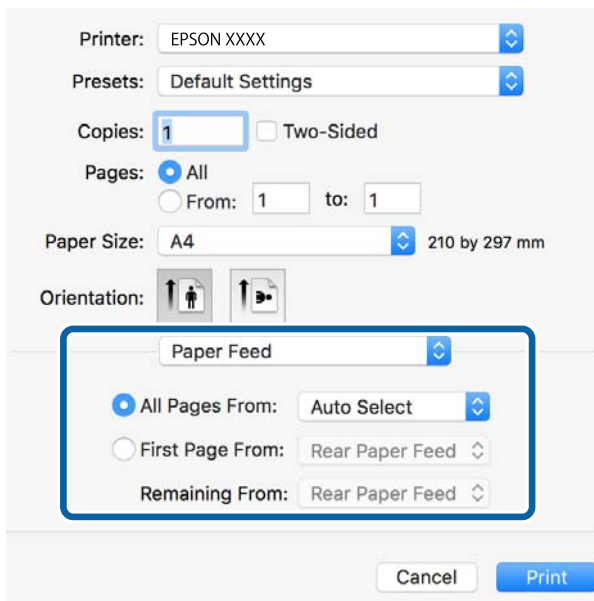 Printer: EPSON XXXX
Presets: Default Settings
Copies: 1 Two-Sided
Pages: All
From: 1 to: 1
Paper Size: A4 210 by 297 mm
Orientation:
Paper Feed
All Pages From: Auto Select
First Page From: Rear Paper Feed
Remaining From: Rear Paper Feed
Cancel Print